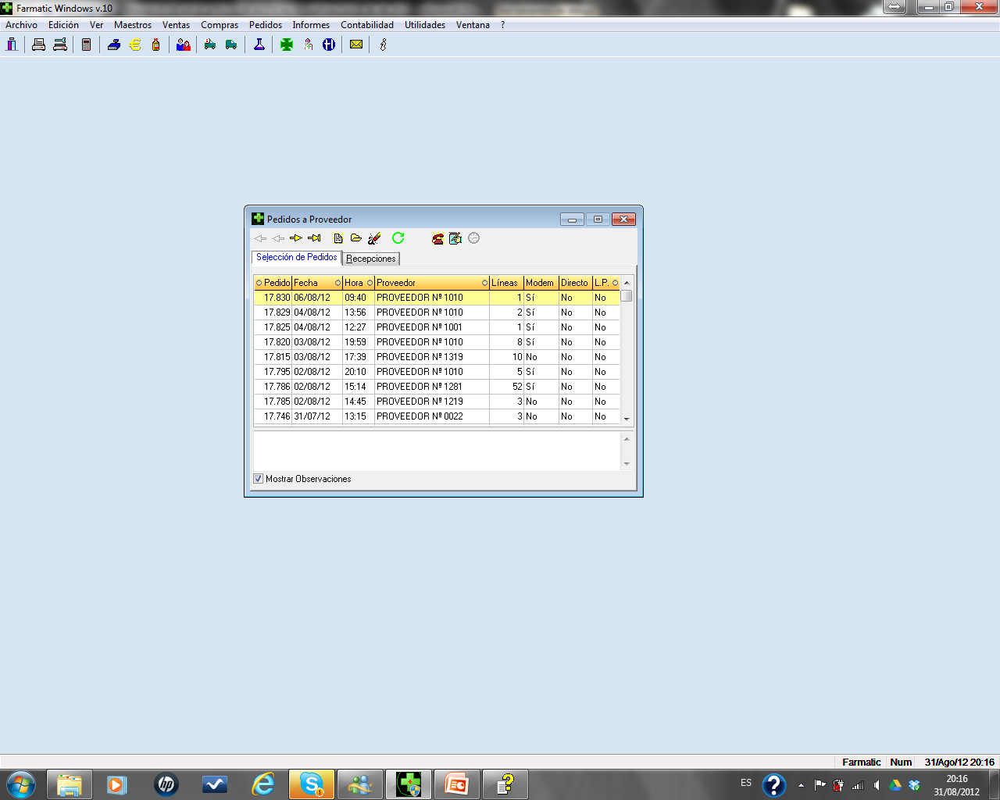 Farmatic Windows v.10
Archivo Edición Ver Maestros Ventas Compras Pedidos Informes Contabilidad Utilidades Ventana ?
Pedidos a Proveedor
Selección de Pedidos Recepciones
Pedido Fecha Hora Proveedor Líneas Modem Directo L.P.
17.830 06/08/12 09:40 PROVEEDOR Nº 1010 1 Sí No No
17.829 04/08/12 13:56 PROVEEDOR Nº 1010 2 Sí No No
17.825 04/08/12 12:27 PROVEEDOR Nº 1001 1 Sí No No
17.820 03/08/12 19:59 PROVEEDOR Nº 1010 8 Sí No No
17.815 03/08/12 17:39 PROVEEDOR Nº 1319 10 No No No
17.795 02/08/12 20:10 PROVEEDOR Nº 1010 5 Sí No No
17.786 02/08/12 15:14 PROVEEDOR Nº 1281 52 Sí No No
17.785 02/08/12 14:45 PROVEEDOR Nº 1219 3 No No No
17.746 31/07/12 13:15 PROVEEDOR Nº 0022 3 No No No
Mostrar Observaciones
Farmatic Num 31/Ago/12 20:16
ES 20:16
31/08/2012